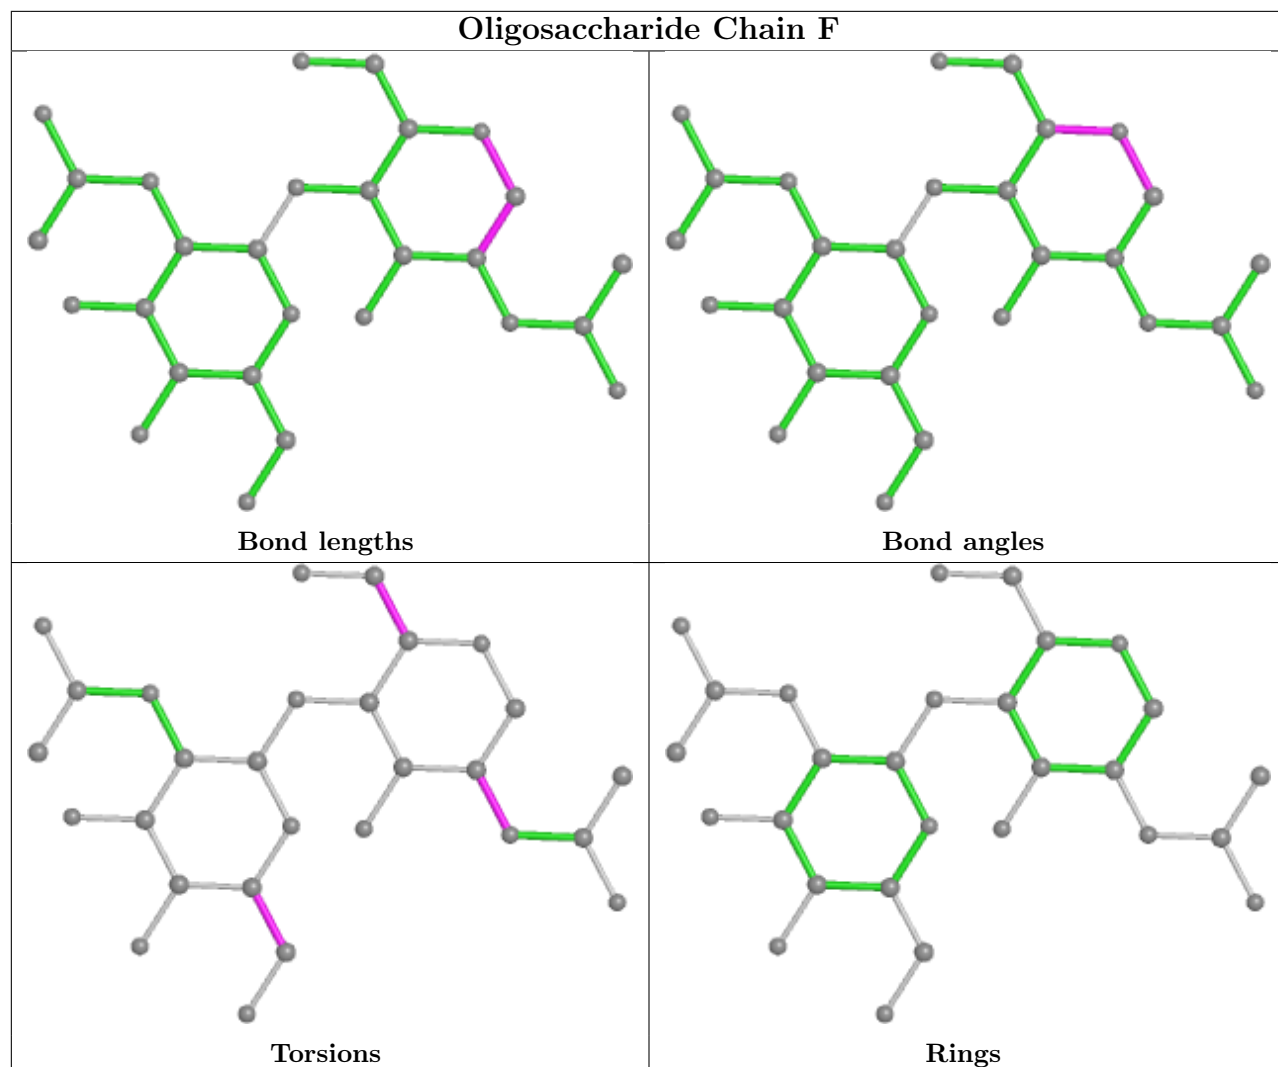 Oligosaccharide Chain F
Bond lengths
Bond angles
Torsions
Rings